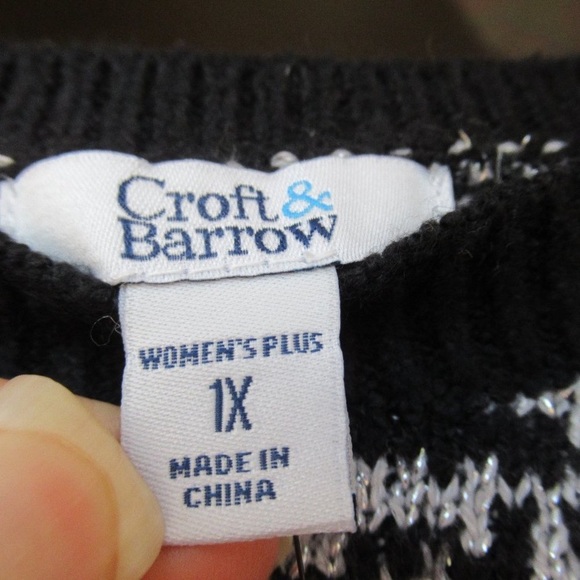 Croft &
Barrow
WOMEN'S PLUS
1X
MADE IN
CHINA